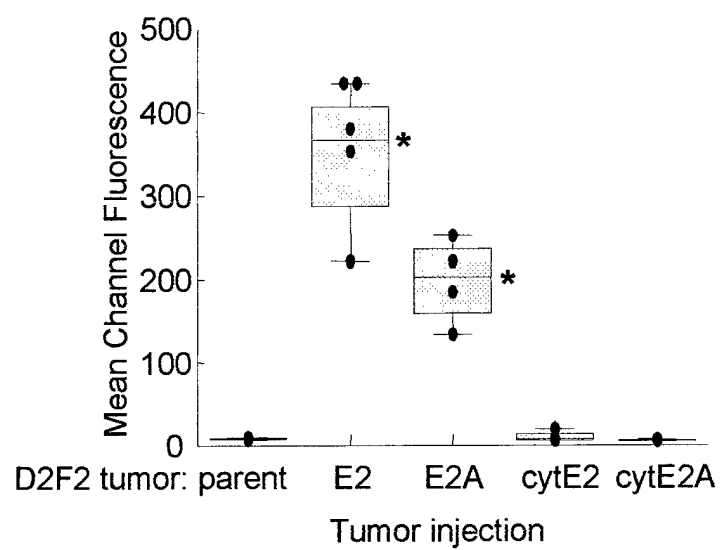 Mean Channel Fluorescence
500
400
300
200
100
0
*
*
D2F2 tumor: parent E2 E2A cytE2 cytE2A
Tumor injection